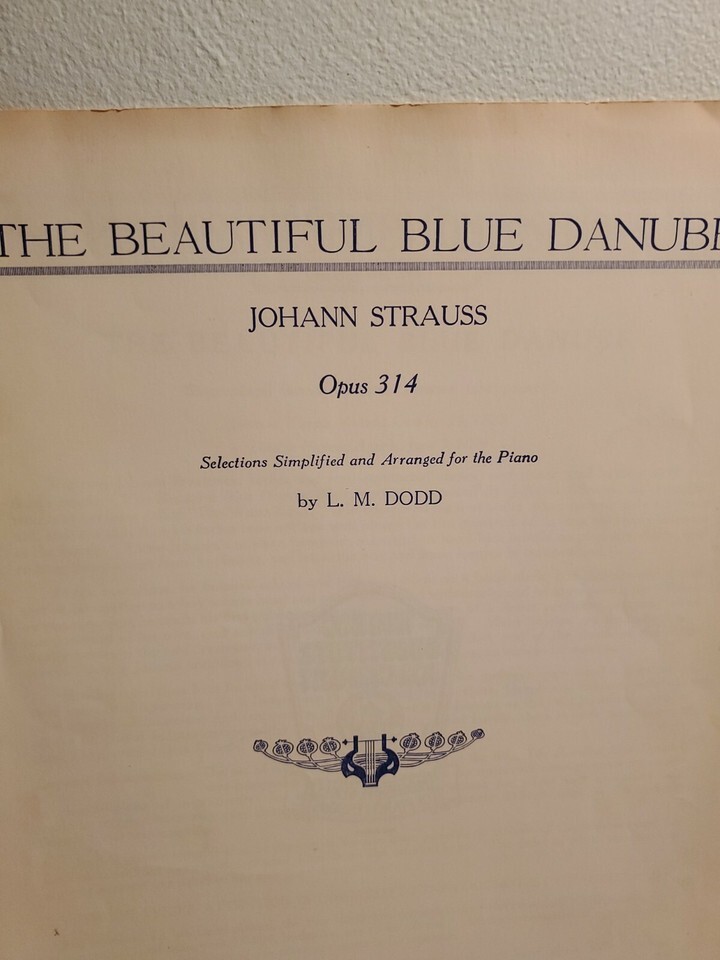 THE BEAUTIFUL BLUE DANUBE
JOHANN STRAUSS
Opus 314
Selections Simplified and Arranged for the Piano
by L. M. DODD